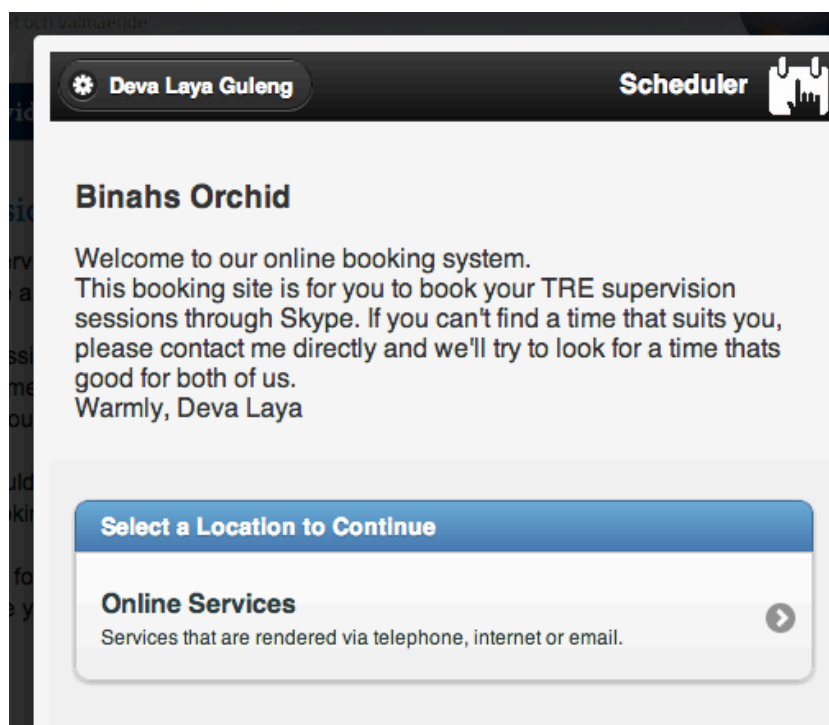 och välmående
Deva Laya Guleng
Scheduler
Binahs Orchid
Welcome to our online booking system.
This booking site is for you to book your TRE supervision
sessions through Skype. If you can't find a time that suits you,
please contact me directly and we'll try to look for a time thats
good for both of us.
Warmly, Deva Laya
Select a Location to Continue
Online Services
Services that are rendered via telephone, internet or email.